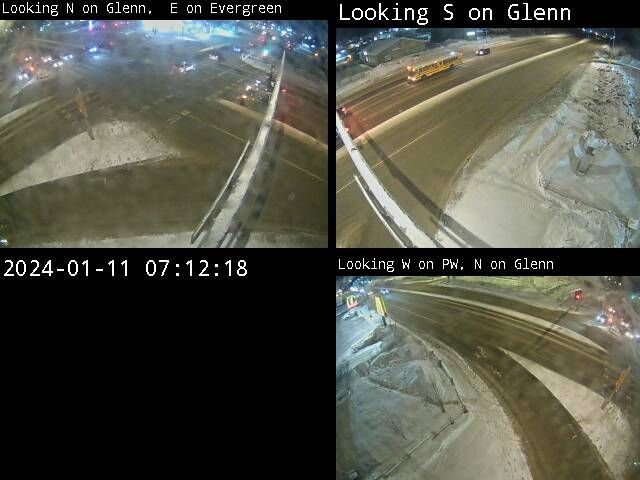 Looking N on Glenn,  E on Evergreen
Looking S on Glenn
2024-01-11 07:12:18
Looking W on PW, N on Glenn